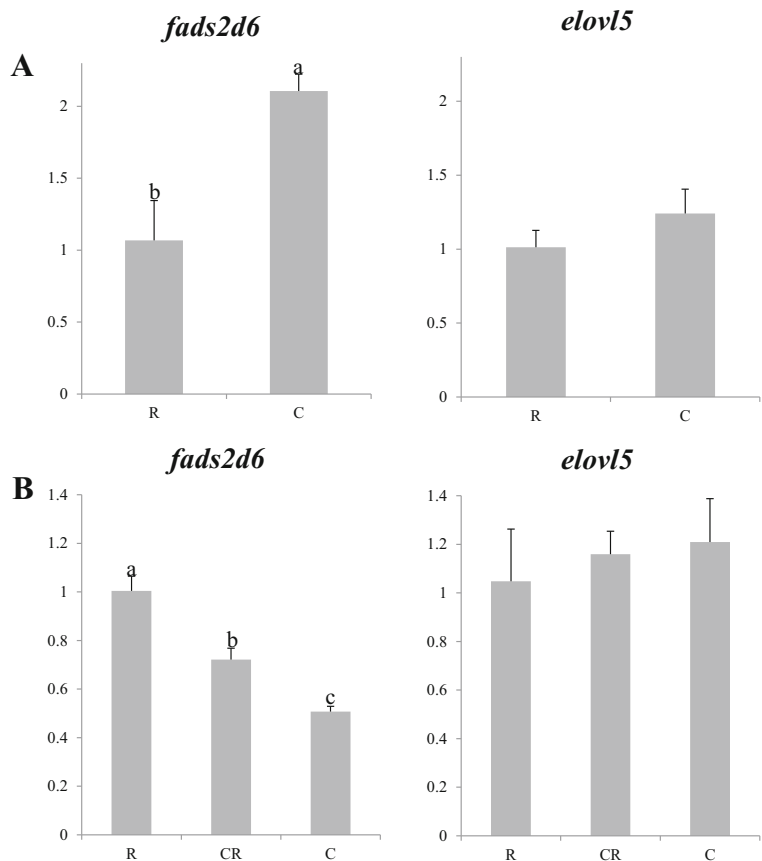 fads2d6 elovl5
A
a
2 2
b
1.5 1.5
1 1
0.5 0.5
0 0
R C R C
fads2d6 elovl5
B
1.4 1.4
1.2 1.2
a
1 1
b
0.8 0.8
c
0.6 0.6
0.4 0.4
0.2 0.2
0 0
R CR C R CR C